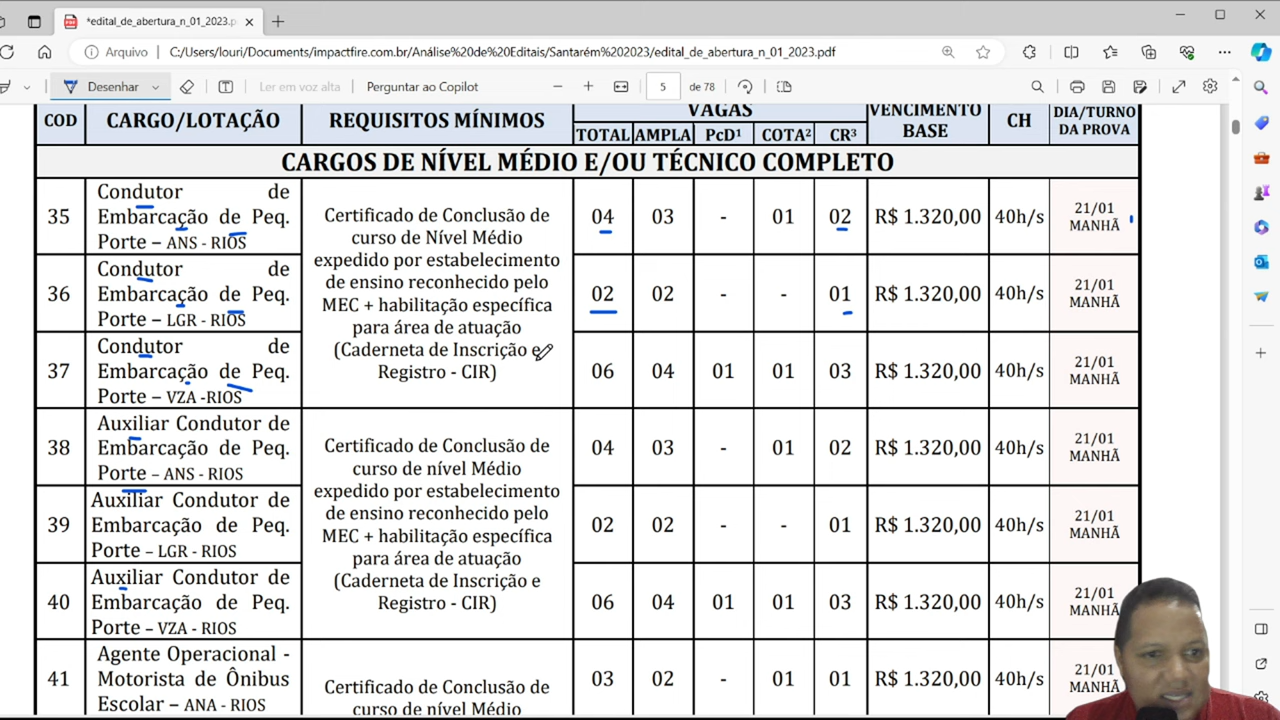 *edital_de_abertura_n_01_2023.p
Arquivo
C:/Users/louri/Documents/impactfire.com.br/Análise%20de%20Editais/Santarém%202023/edital_de_abertura_n_01_2023.pdf
Desenhar
Ler em voz alta
Perguntar ao Copilot
5
de 78
COD
CARGO/LOTAÇÃO
REQUISITOS MÍNIMOS
VAGAS
TOTAL
AMPLA
PcD¹
COTA²
CR³
VENCIMENTO
BASE
CH
DIA/TURNO
DA PROVA
CARGOS DE NÍVEL MÉDIO E/OU TÉCNICO COMPLETO
35
Condutor de
Embarcação de Peq.
Porte – ANS - RIOS
Certificado de Conclusão de
curso de Nível Médio
expedido por estabelecimento
de ensino reconhecido pelo
MEC + habilitação específica
para área de atuação
(Caderneta de Inscrição e
Registro - CIR)
04 03 - 01 02 R$ 1.320,00 40h/s
21/01
MANHÃ
36
Condutor de
Embarcação de Peq.
Porte – LGR - RIOS
02 02 - - 01 R$ 1.320,00 40h/s
21/01
MANHÃ
37
Condutor de
Embarcação de Peq.
Porte – VZA -RIOS
06 04 01 01 03 R$ 1.320,00 40h/s
21/01
MANHÃ
38
Auxiliar Condutor de
Embarcação de Peq.
Porte – ANS - RIOS
Certificado de Conclusão de
curso de nível Médio
expedido por estabelecimento
de ensino reconhecido pelo
MEC + habilitação específica
para área de atuação
(Caderneta de Inscrição e
Registro - CIR)
04 03 - 01 02 R$ 1.320,00 40h/s
21/01
MANHÃ
39
Auxiliar Condutor de
Embarcação de Peq.
Porte – LGR - RIOS
02 02 - - 01 R$ 1.320,00 40h/s
21/01
MANHÃ
40
Auxiliar Condutor de
Embarcação de Peq.
Porte – VZA - RIOS
06 04 01 01 03 R$ 1.320,00 40h/s
21/01
MANHÃ
41
Agente Operacional -
Motorista de Ônibus
Escolar – ANA - RIOS
Certificado de Conclusão de
curso de nível Médio
03 02 - 01 01 R$ 1.320,00 40h/s
21/01
MANHÃ